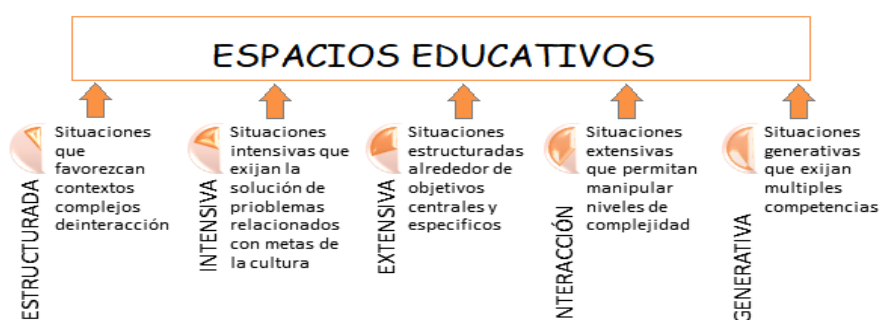 ESPACIOS EDUCATIVOS
ESTRUCTURADA
Situaciones
que
favorezcan
contextos
complejos
deinteracción
INTENSIVA
Situaciones
intensivas que
exijan la
solución de
prioblemas
relacionados
con metas de
la cultura
EXTENSIVA
Situaciones
estructuradas
alrededor de
objetivos
centrales y
especificos
NTERACCIÓN
Situaciones
extensivas
que permitan
manipular
niveles de
complejidad
GENERATIVA
Situaciones
generativas
que exijan
multiples
competencias